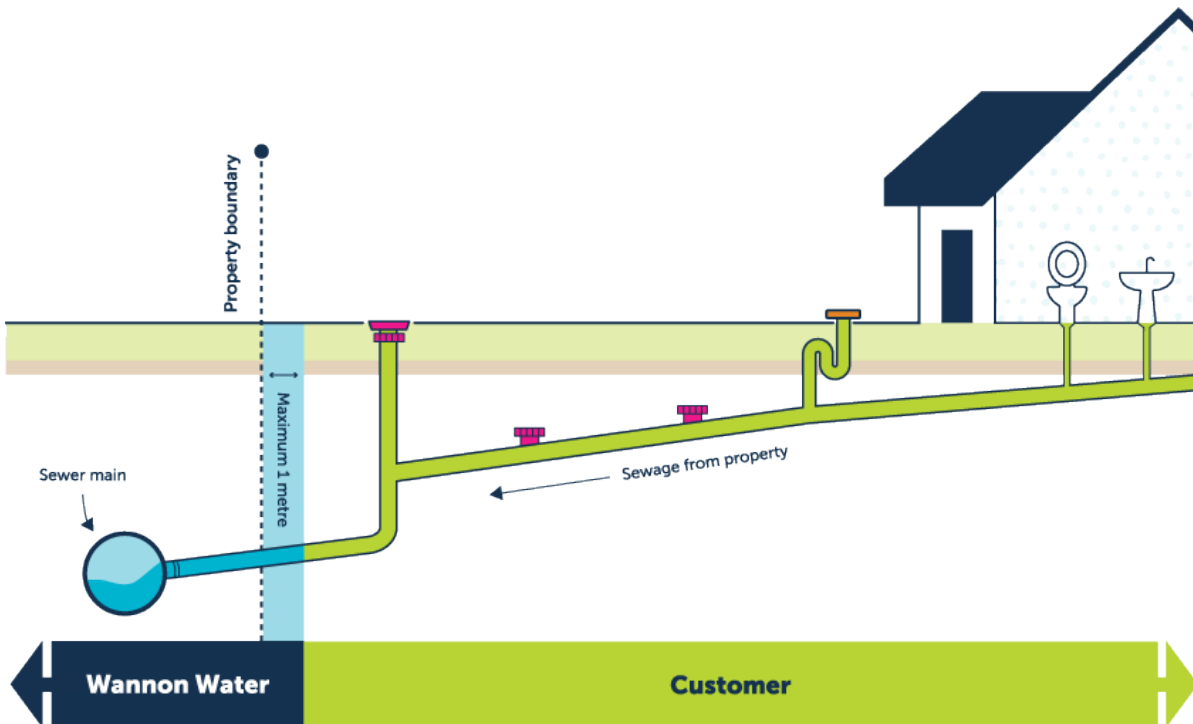 Property boundary
Maximum 1 metre
Sewer main
Sewage from property
Wannon Water
Customer